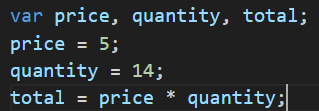 var price, quantity, total;
price = 5;
quantity = 14;
total = price * quantity;